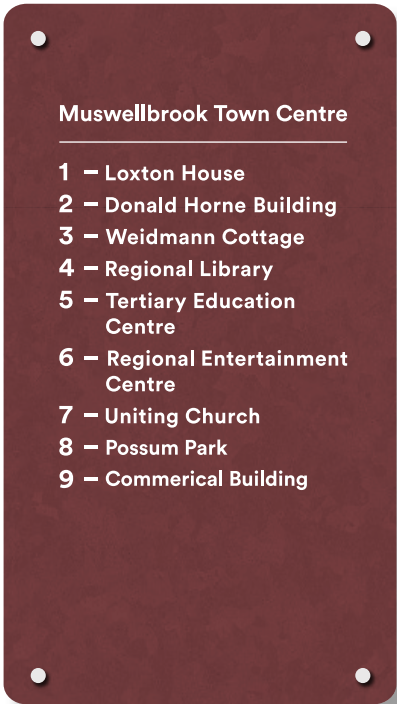 Muswellbrook Town Centre
1 – Loxton House
2 – Donald Horne Building
3 – Weidmann Cottage
4 – Regional Library
5 – Tertiary Education
Centre
6 – Regional Entertainment
Centre
7 – Uniting Church
8 – Possum Park
9 – Commerical Building